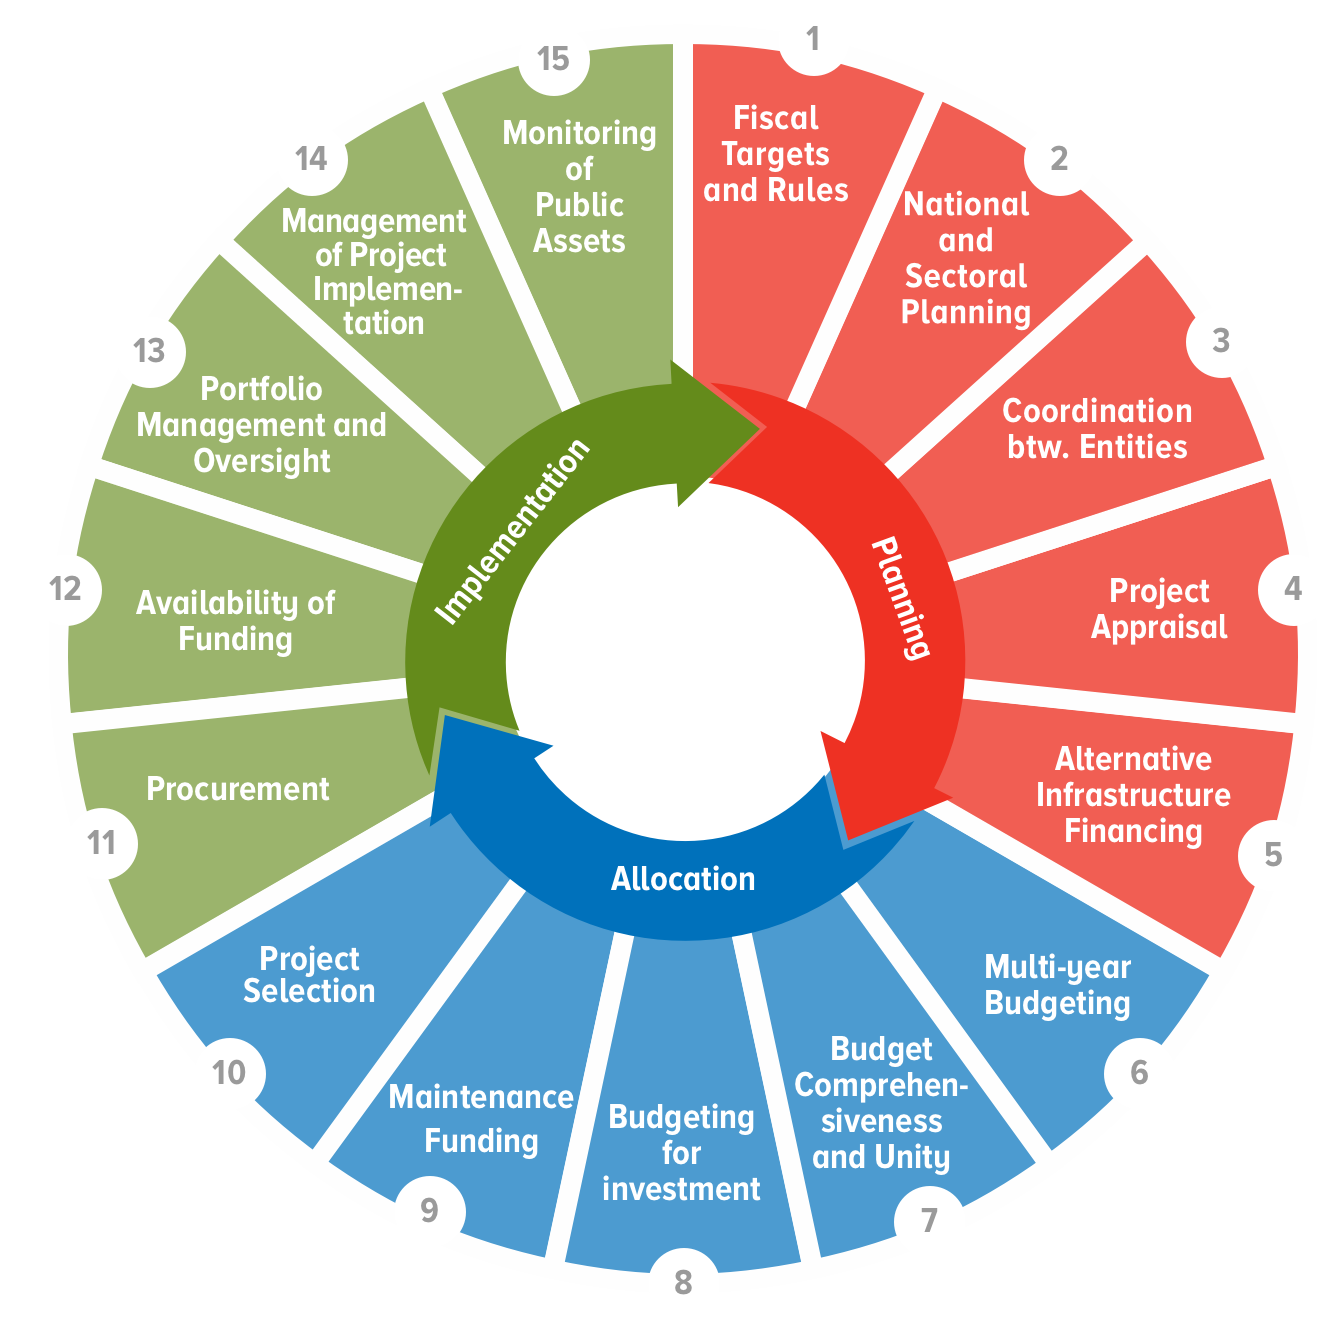 1
Fiscal
Targets
and Rules
2
National
and
Sectoral
Planning
3
Coordination
btw. Entities
4
Project
Appraisal
5
Alternative
Infrastructure
Financing
6
Multi-year
Budgeting
7
Budget
Comprehen-
siveness
and Unity
8
Budgeting
for
investment
9
Maintenance
Funding
10
Project
Selection
11
Procurement
12
Availability of
Funding
13
Portfolio
Management and
Oversight
14
Management
of Project
Implemen-
tation
15
Monitoring
of
Public
Assets
Planning
Allocation
Implementation